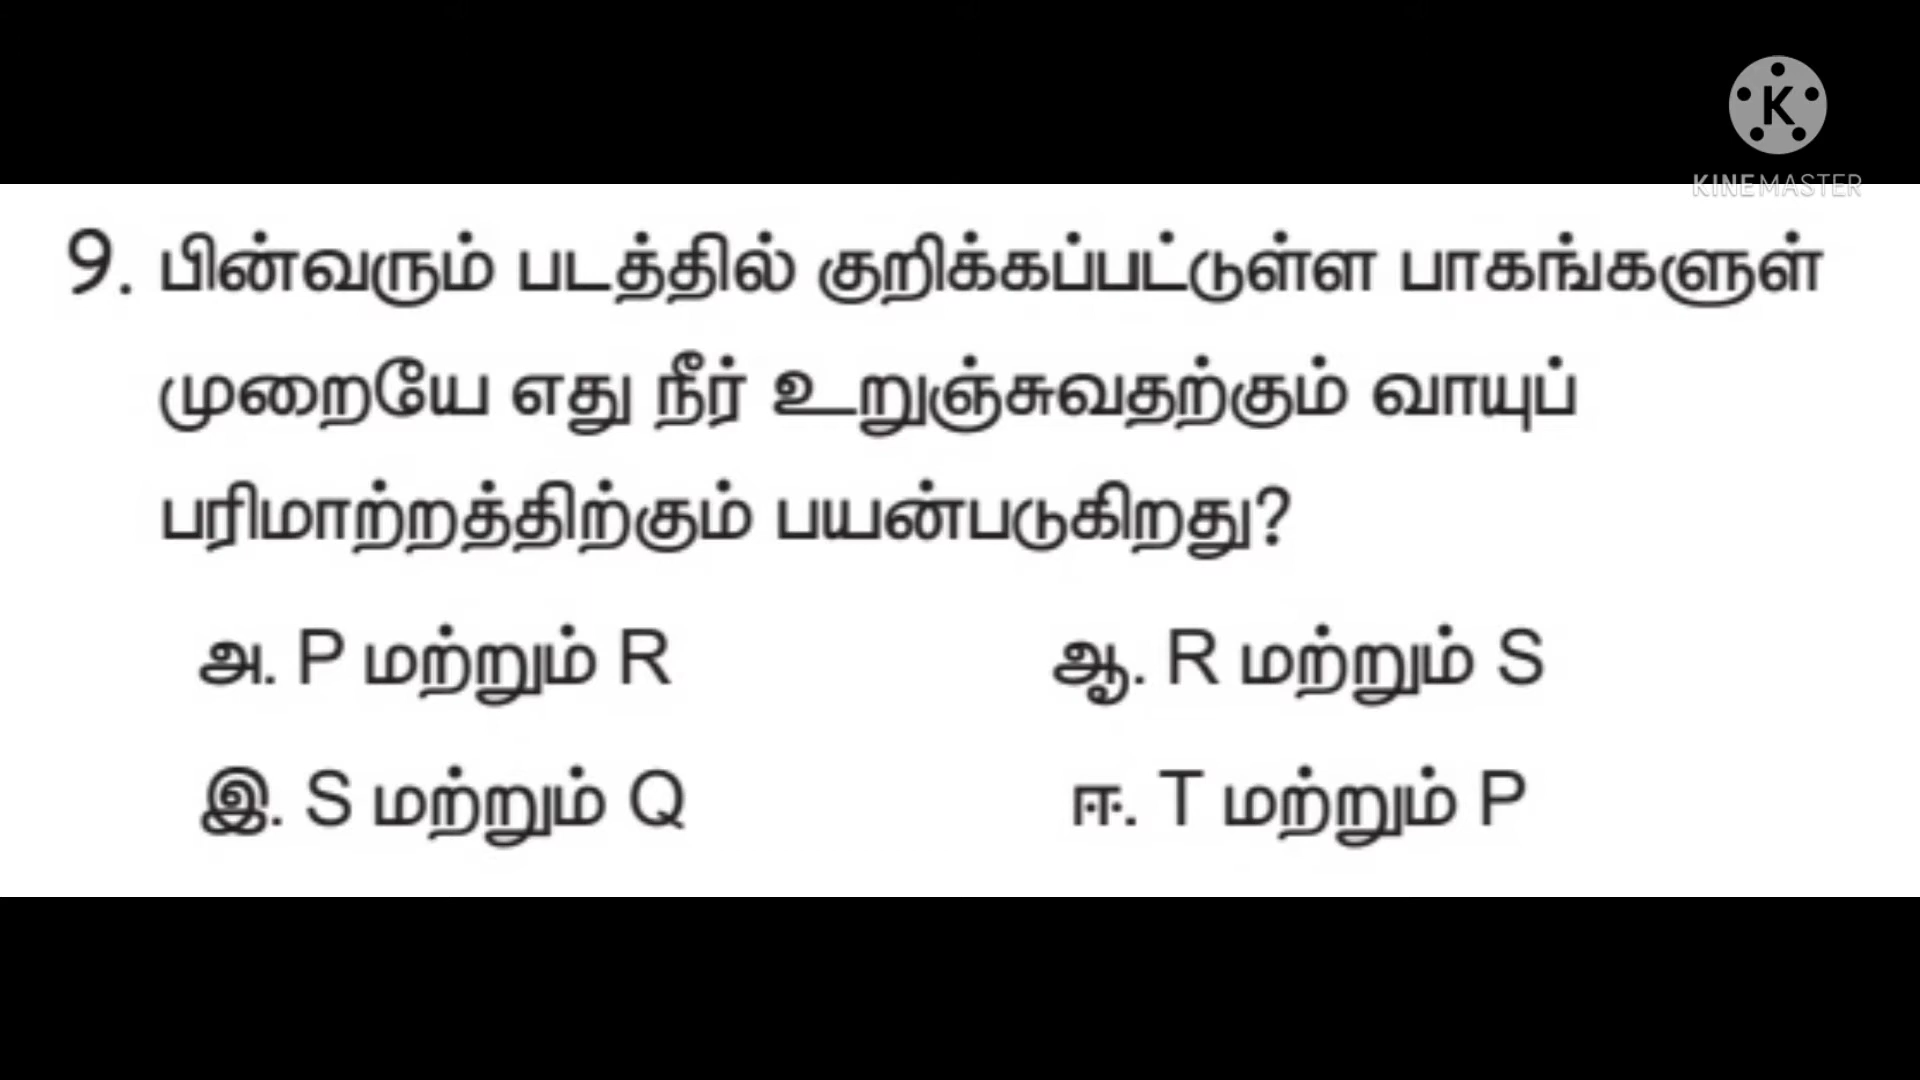 K
KINEMASTER
9. பின்வரும் படத்தில் குறிக்கப்பட்டுள்ள பாகங்களுள்
முறையே எது நீர் உறுஞ்சுவதற்கும் வாயுப்
பரிமாற்றத்திற்கும் பயன்படுகிறது?
அ. P மற்றும் R ஆ. R மற்றும் S
இ. S மற்றும் Q ஈ. T மற்றும் P